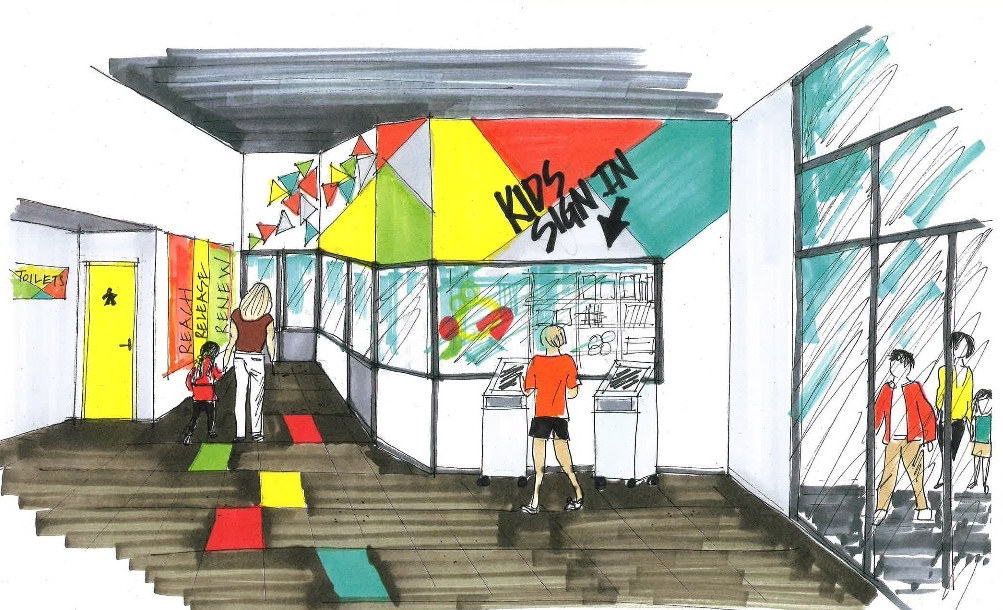 TOILETS
REACH
RELEASE
RENEW
KIDS
SIGN IN